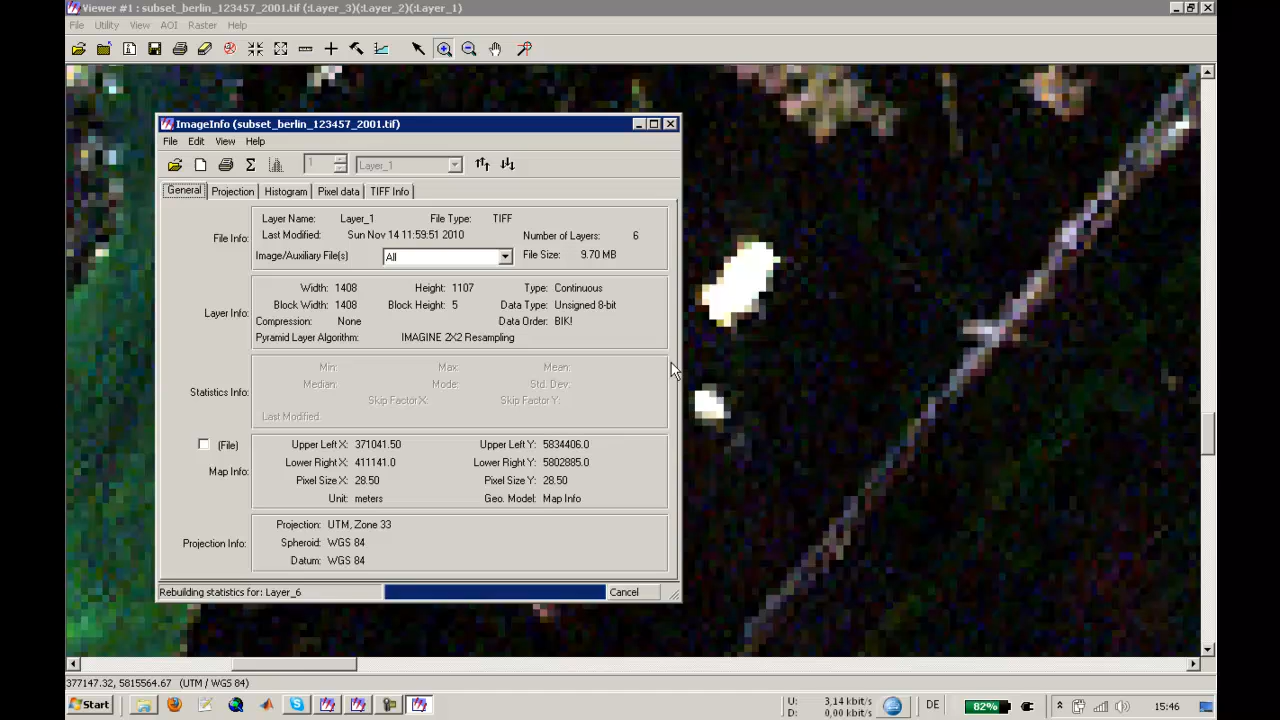 Viewer #1 : subset_berlin_123457_2001.tif (:Layer_3)(:Layer_2)(:Layer_1)
File Utility View AOI Raster Help
ImageInfo (subset_berlin_123457_2001.tif)
File Edit View Help
1 Layer_1
General Projection Histogram Pixel data TIFF Info
File Info:
Layer Name: Layer_1 File Type: TIFF
Last Modified: Sun Nov 14 11:59:51 2010 Number of Layers: 6
Image/Auxiliary File(s) All File Size: 9.70 MB
Layer Info:
Width: 1408 Height: 1107 Type: Continuous
Block Width: 1408 Block Height: 5 Data Type: Unsigned 8-bit
Compression: None Data Order: BIK!
Pyramid Layer Algorithm: IMAGINE 2X2 Resampling
Statistics Info:
Min: Max: Mean:
Median: Mode: Std. Dev:
Skip Factor X: Skip Factor Y:
Last Modified:
(File)
Map Info:
Upper Left X: 371041.50 Upper Left Y: 5834406.0
Lower Right X: 411141.0 Lower Right Y: 5802885.0
Pixel Size X: 28.50 Pixel Size Y: 28.50
Unit: meters Geo. Model: Map Info
Projection Info:
Projection: UTM, Zone 33
Spheroid: WGS 84
Datum: WGS 84
Rebuilding statistics for: Layer_6 Cancel
377147.32, 5815564.67 (UTM / WGS 84)
Start
U: 3,14 kbit/s
D: 0,00 kbit/s
DE 82% 15:46